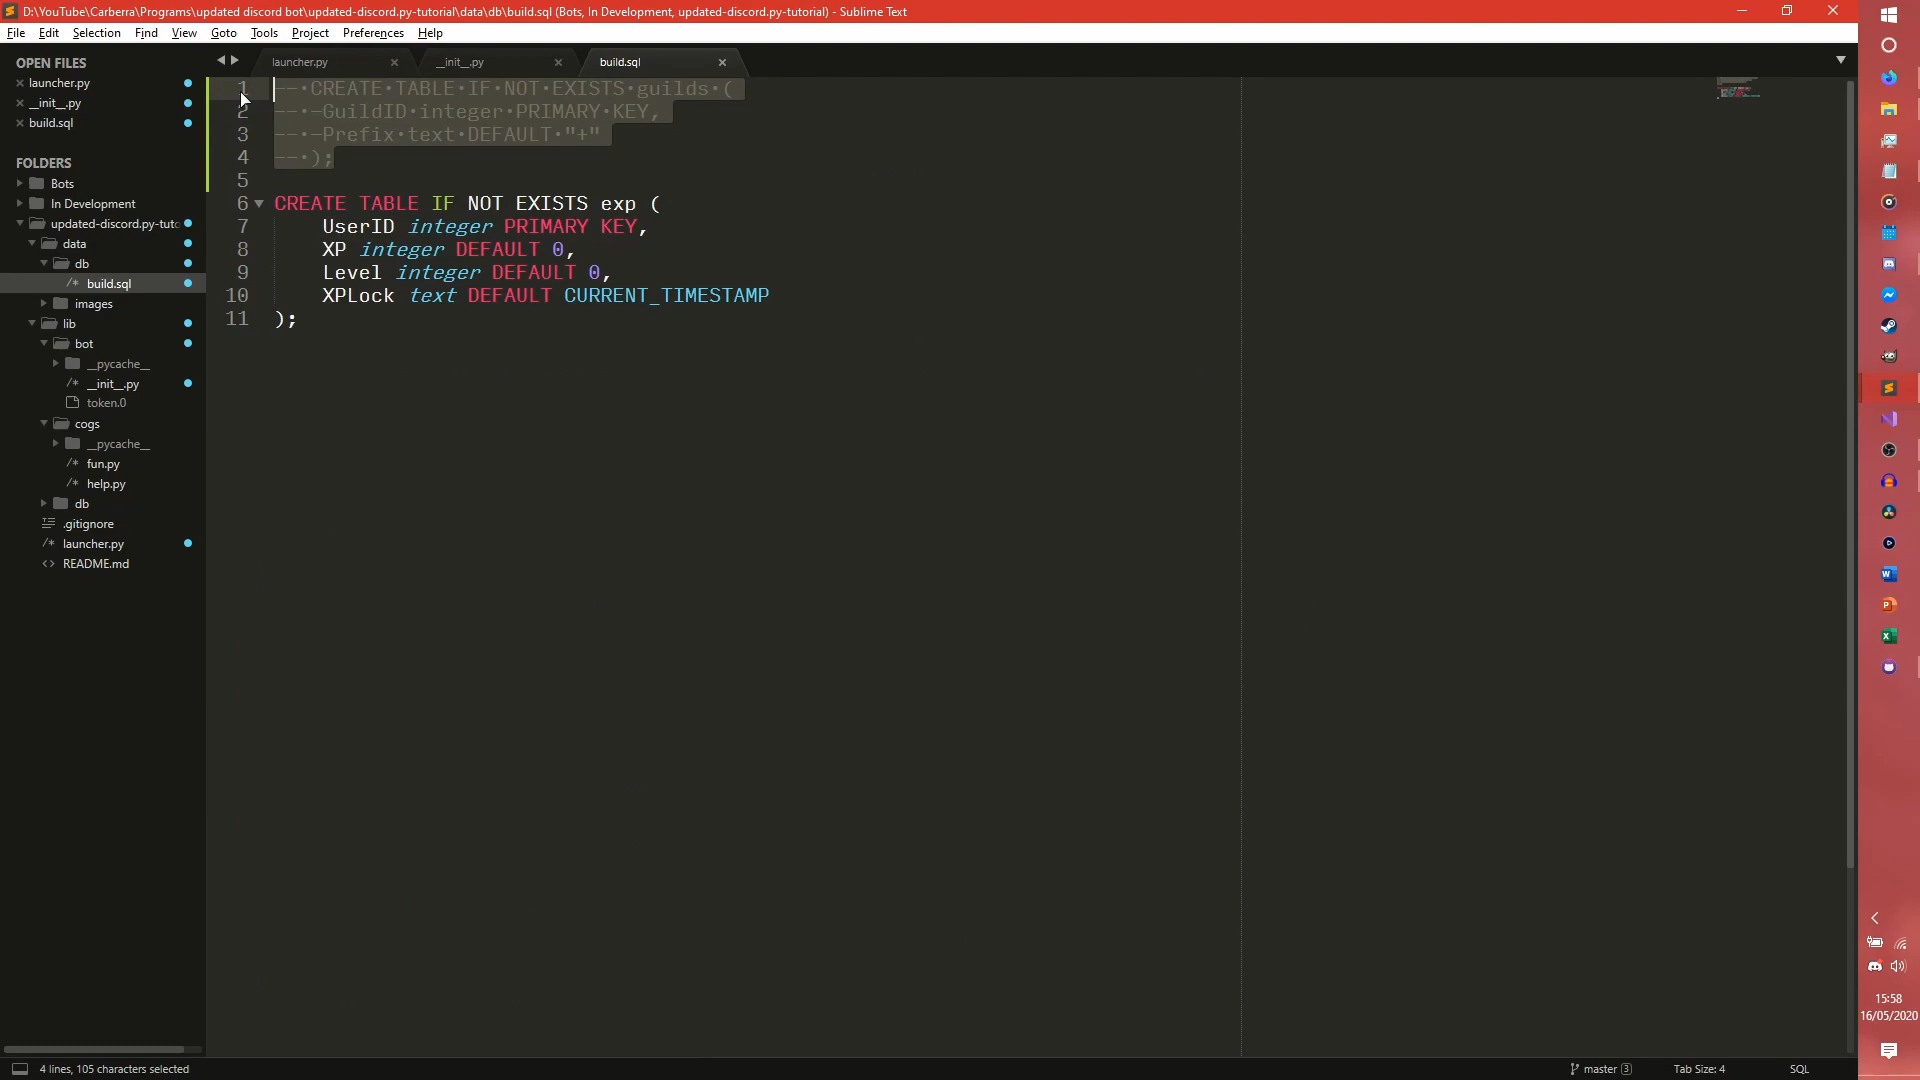 D:\YouTube\Carberra\Programs\updated discord bot\updated-discord.py-tutorial\data\db\build.sql (Bots, In Development, updated-discord.py-tutorial) - Sublime Text
File Edit Selection Find View Goto Tools Project Preferences Help
OPEN FILES
launcher.py
__init__.py
build.sql
FOLDERS
Bots
In Development
updated-discord.py-tuto
data
db
/* build.sql
images
lib
bot
__pycache__
/* __init__.py
token.0
cogs
__pycache__
/* fun.py
/* help.py
db
.gitignore
/* launcher.py
<> README.md
launcher.py
__init__.py
build.sql
1 -- CREATE TABLE IF NOT EXISTS guilds (
2 -- GuildID integer PRIMARY KEY,
3 -- Prefix text DEFAULT "+"
4 -- );
5
6 CREATE TABLE IF NOT EXISTS exp (
7 UserID integer PRIMARY KEY,
8 XP integer DEFAULT 0,
9 Level integer DEFAULT 0,
10 XPLock text DEFAULT CURRENT_TIMESTAMP
11 );
15:58
16/05/2020
4 lines, 105 characters selected
master 3
Tab Size: 4
SQL